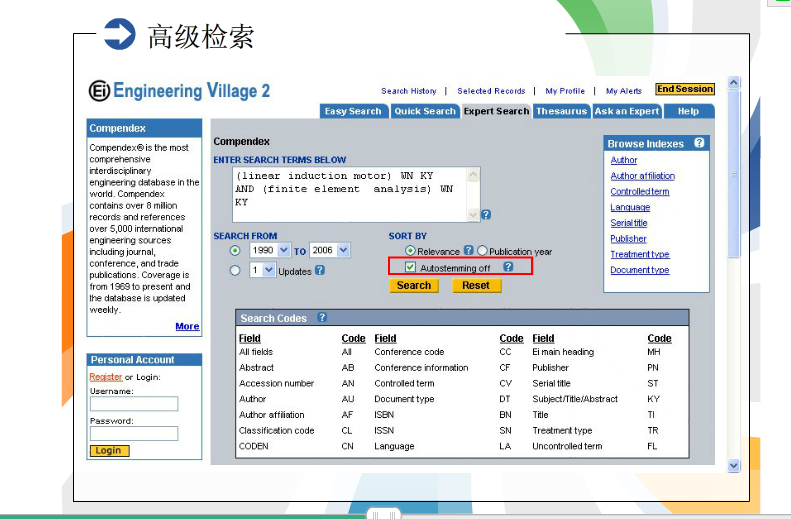 高级检索
Ei Engineering Village 2
Search History | Selected Records | My Profile | My Alerts End Session
Easy Search Quick Search Expert Search Thesaurus Ask an Expert Help
Compendex
Compendex® is the most
comprehensive
interdisciplinary
engineering database in the
world. Compendex
contains over 8 million
records and references
over 5,000 international
engineering sources
including journal,
conference, and trade
publications. Coverage is
from 1969 to present and
the database is updated
weekly.
More
Personal Account
Register or Login:
Username:
Password:
Login
Compendex
ENTER SEARCH TERMS BELOW
(linear induction motor) WN KY
AND (finite element analysis) WN
KY
?
SEARCH FROM
1990 TO 2006
1 Updates ?
SORT BY
Relevance ? Publication year
Autostemming off ?
Search Reset
Browse Indexes ?
Author
Author affiliation
Controlled term
Language
Serial title
Publisher
Treatment type
Document type
Search Codes ?
Field Code Field Code Field Code
All fields All Conference code CC Ei main heading MH
Abstract AB Conference information CF Publisher PN
Accession number AN Controlled term CV Serial title ST
Author AU Document type DT Subject/Title/Abstract KY
Author affiliation AF ISBN BN Title TI
Classification code CL ISSN SN Treatment type TR
CODEN CN Language LA Uncontrolled term FL